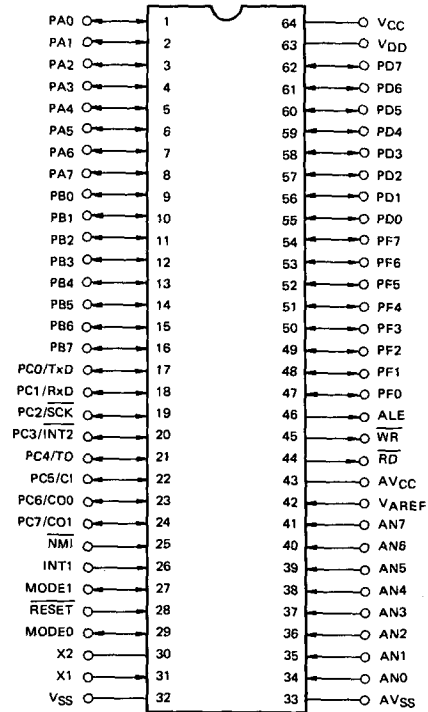 PA0 1 64 VCC
PA1 2 63 VDD
PA2 3 62 PD7
PA3 4 61 PD6
PA4 5 60 PD5
PA5 6 59 PD4
PA6 7 58 PD3
PA7 8 57 PD2
PB0 9 56 PD1
PB1 10 55 PD0
PB2 11 54 PF7
PB3 12 53 PF6
PB4 13 52 PF5
PB5 14 51 PF4
PB6 15 50 PF3
PB7 16 49 PF2
PC0/TxD 17 48 PF1
PC1/RxD 18 47 PF0
PC2/S̅C̅K̅ 19 46 ALE
PC3/I̅N̅T̅2̅ 20 45 W̅R̅
PC4/TO 21 44 R̅D̅
PC5/CI 22 43 AVCC
PC6/CO0 23 42 VAREF
PC7/CO1 24 41 AN7
N̅M̅I̅ 25 40 AN6
INT1 26 39 AN5
MODE1 27 38 AN4
R̅E̅S̅E̅T̅ 28 37 AN3
MODE0 29 36 AN2
X2 30 35 AN1
X1 31 34 AN0
VSS 32 33 AVSS